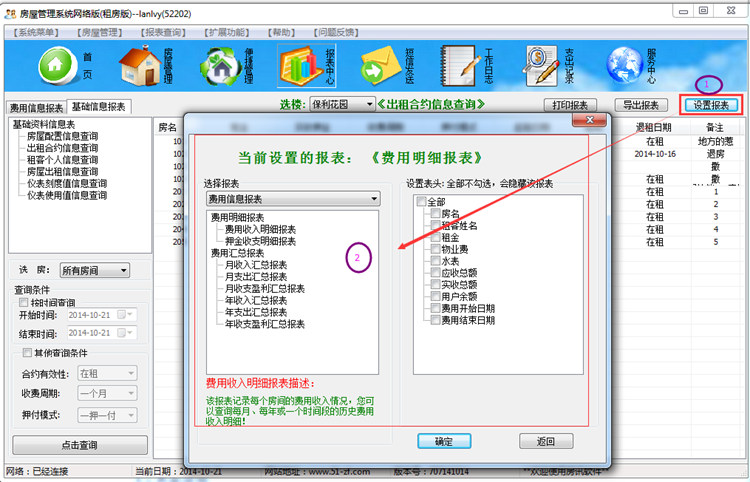 房屋管理系统网络版(租房版)--lanlvy(52202)
【系统菜单】 【房屋管理】 【报表查询】 【扩展功能】 【帮助】 【问题反馈】
首页 房屋管理 便捷管理 报表中心 短信发送 工作日志 支出记录 服务中心
费用信息报表 基础信息报表 选楼: 保利花园 《出租合约信息查询》 打印报表 导出报表 设置报表
1
基础资料信息表
房屋配置信息查询
出租合约信息查询
租客个人信息查询
房屋出租信息查询
仪表刻度值信息查询
仪表使用值信息查询
选 房: 所有房间
查询条件
按时间查询
开始时间: 2014-10-21
结束时间: 2014-10-21
其他查询条件
合约有效性: 在租
收费周期: 一个月
押付模式: 一押一付
点击查询
房名
退租日期 备注
在租 地方的葱
2014-10-16 退房
撒
在租 撒
在租 1
在租 2
在租 3
在租 4
在租 5
当前设置的报表: 《费用明细报表》
选择报表
费用信息报表
费用明细报表
费用收入明细报表
押金收支明细报表
费用汇总报表
月收入汇总报表
月支出汇总报表
月收支盈利汇总报表
年收入汇总报表
年支出汇总报表
年收支盈利汇总报表
2
费用收入明细报表描述:
该报表记录每个房间的费用收入情况，您可
以查询每月、每年或一个时间段的历史费用
收入明细!
设置表头: 全部不勾选，会隐藏该报表
全部
房名
租客姓名
租金
物业费
水表
应收总额
实收总额
用户余额
费用开始日期
费用结束日期
确定 返回
网络：已经连接 当前日期：2014-10-21 网站地址：www.51-zf.com 版本号：707141014 **欢迎使用房讯软件**